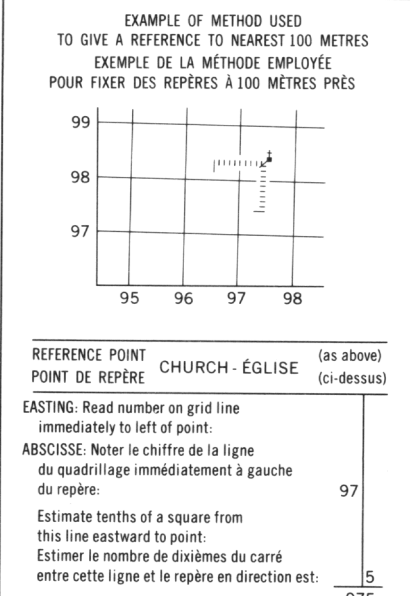 EXAMPLE OF METHOD USED
TO GIVE A REFERENCE TO NEAREST 100 METRES
EXEMPLE DE LA MÉTHODE EMPLOYÉE
POUR FIXER DES REPÈRES À 100 MÈTRES PRÈS
99
98
97
95 96 97 98
REFERENCE POINT
POINT DE REPÈRE
CHURCH - ÉGLISE
(as above)
(ci-dessus)
EASTING: Read number on grid line
immediately to left of point:
ABSCISSE: Noter le chiffre de la ligne
du quadrillage immédiatement à gauche
du repère: 97
Estimate tenths of a square from
this line eastward to point:
Estimer le nombre de dixièmes du carré
entre cette ligne et le repère en direction est: 5